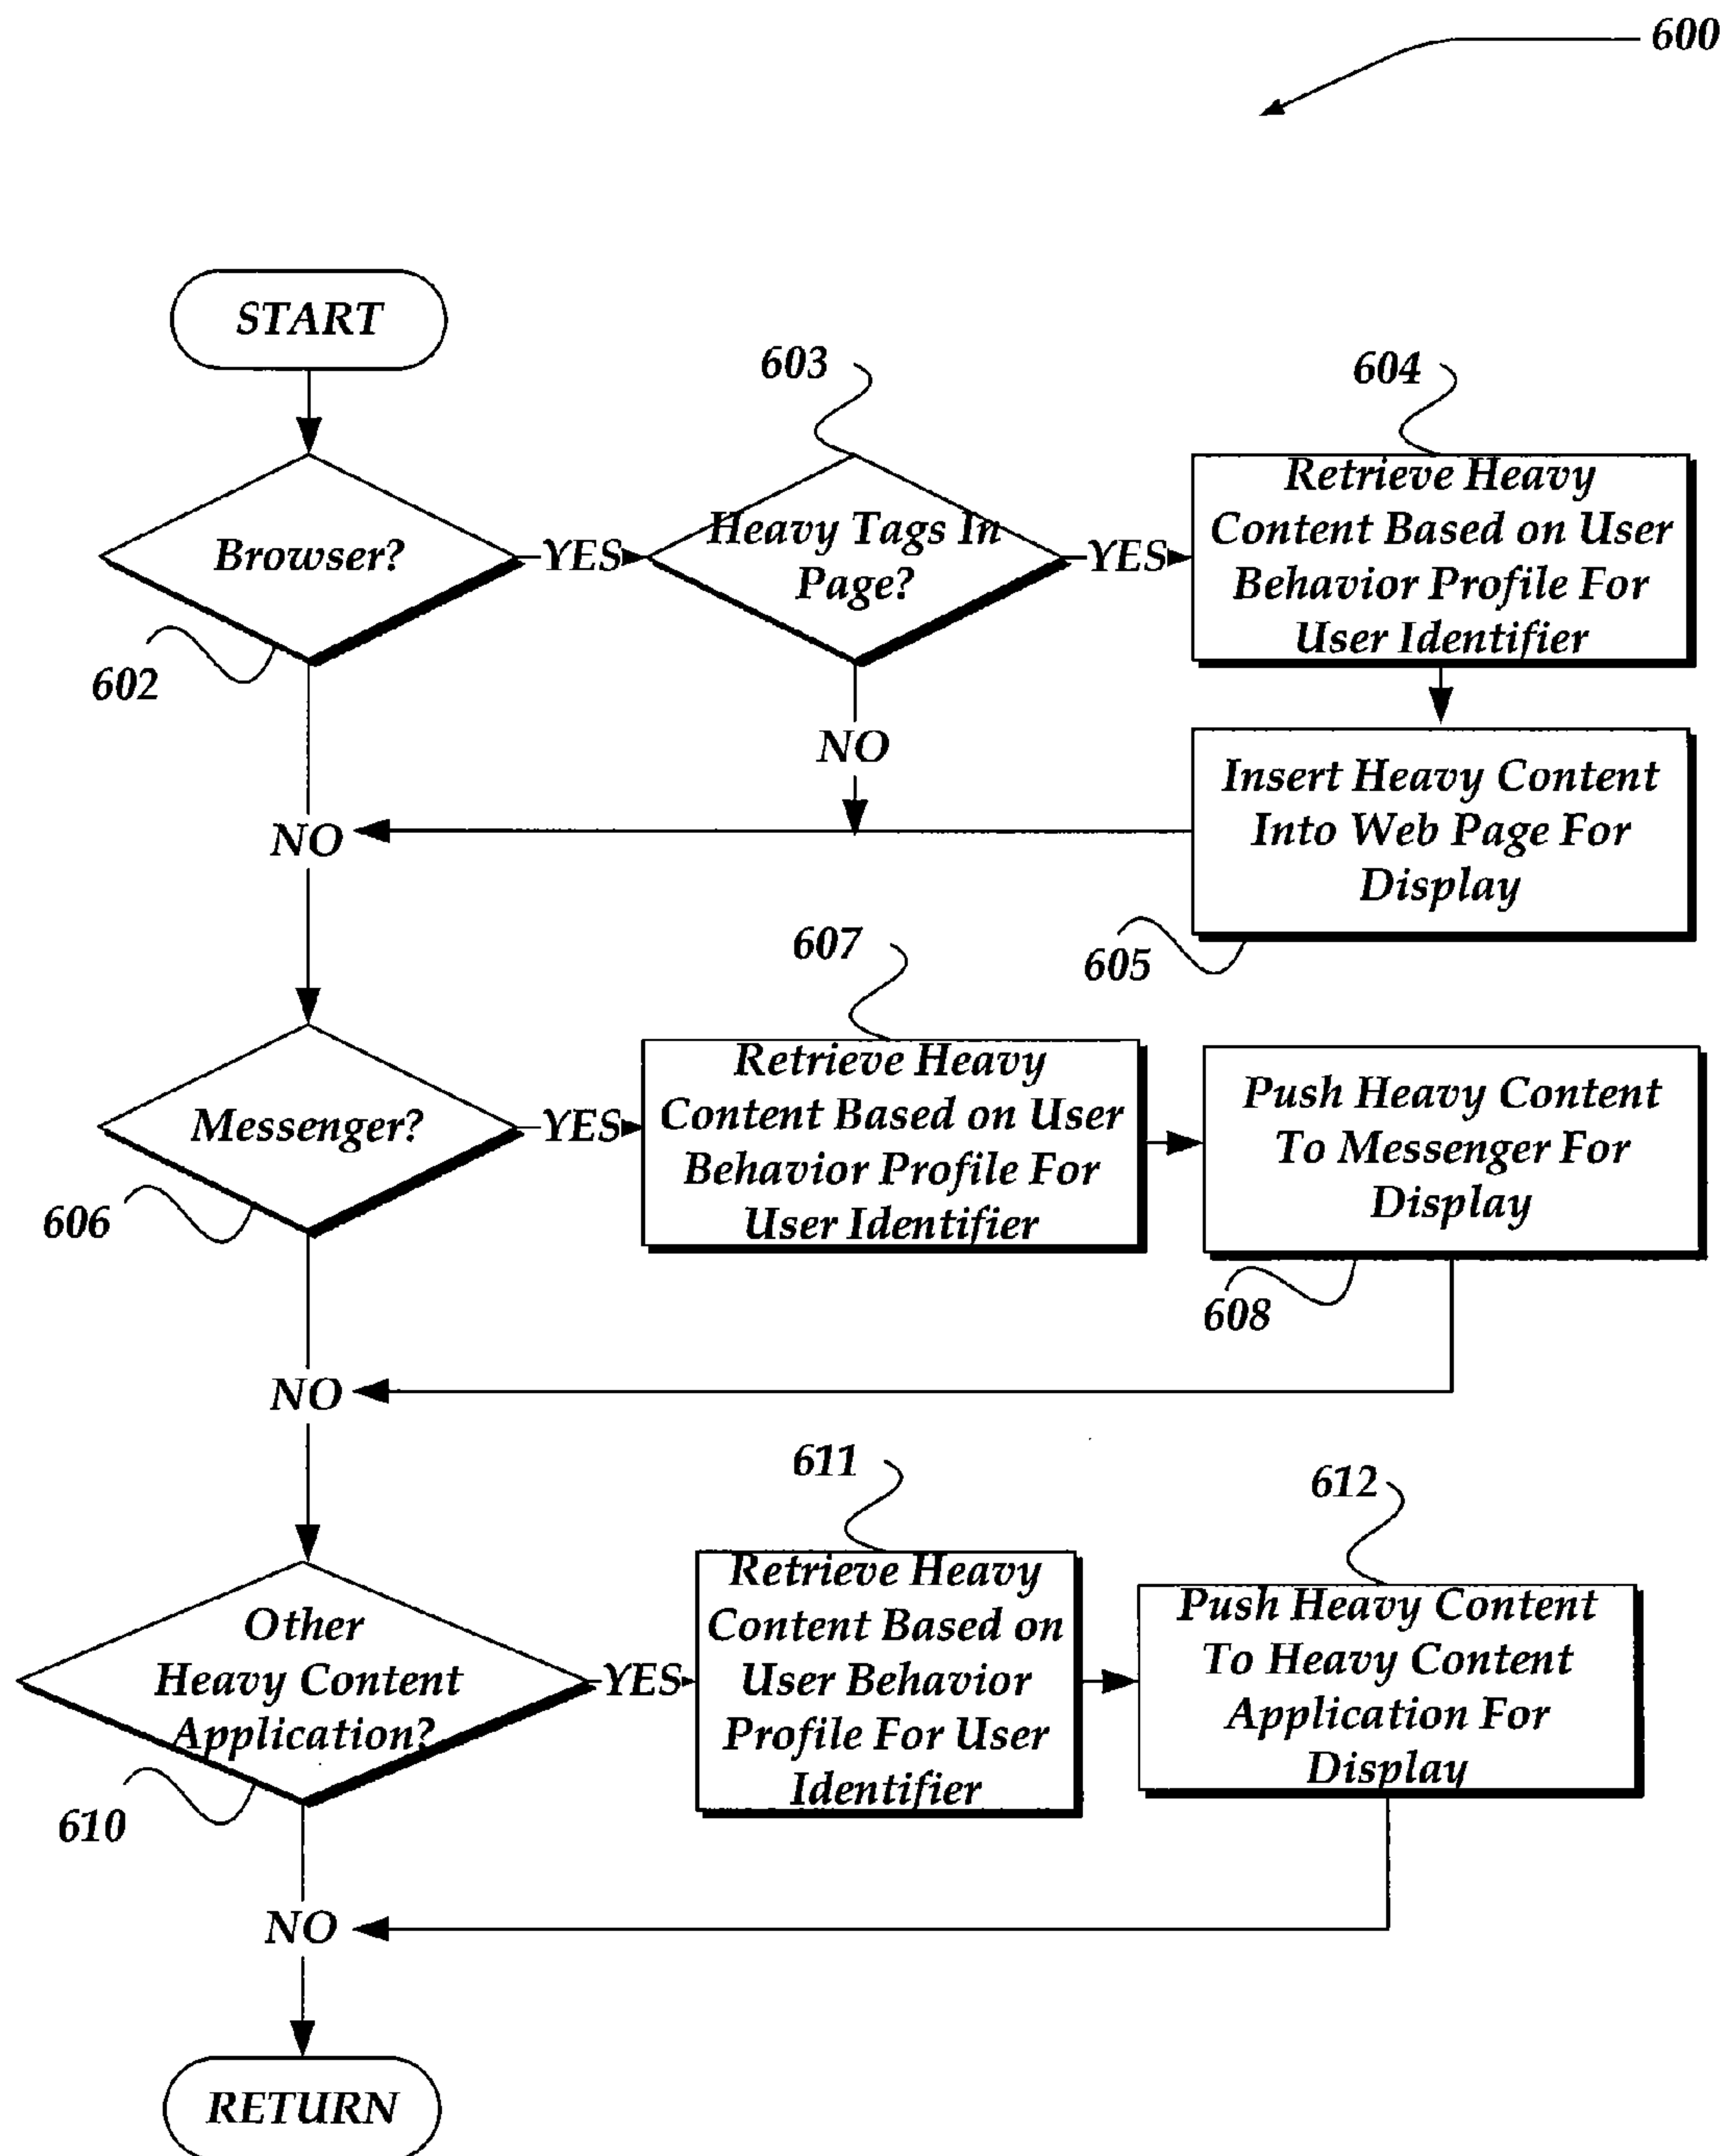 600
START
603
604
Browser?
YES
Heavy Tags In
Page?
YES
Retrieve Heavy
Content Based on User
Behavior Profile For
User Identifier
602
NO
NO
Insert Heavy Content
Into Web Page For
Display
605
607
Messenger?
YES
Retrieve Heavy
Content Based on User
Behavior Profile For
User Identifier
Push Heavy Content
To Messenger For
Display
606
608
NO
611
612
Other
Heavy Content
Application?
YES
Retrieve Heavy
Content Based on
User Behavior
Profile For User
Identifier
Push Heavy Content
To Heavy Content
Application For
Display
610
NO
RETURN